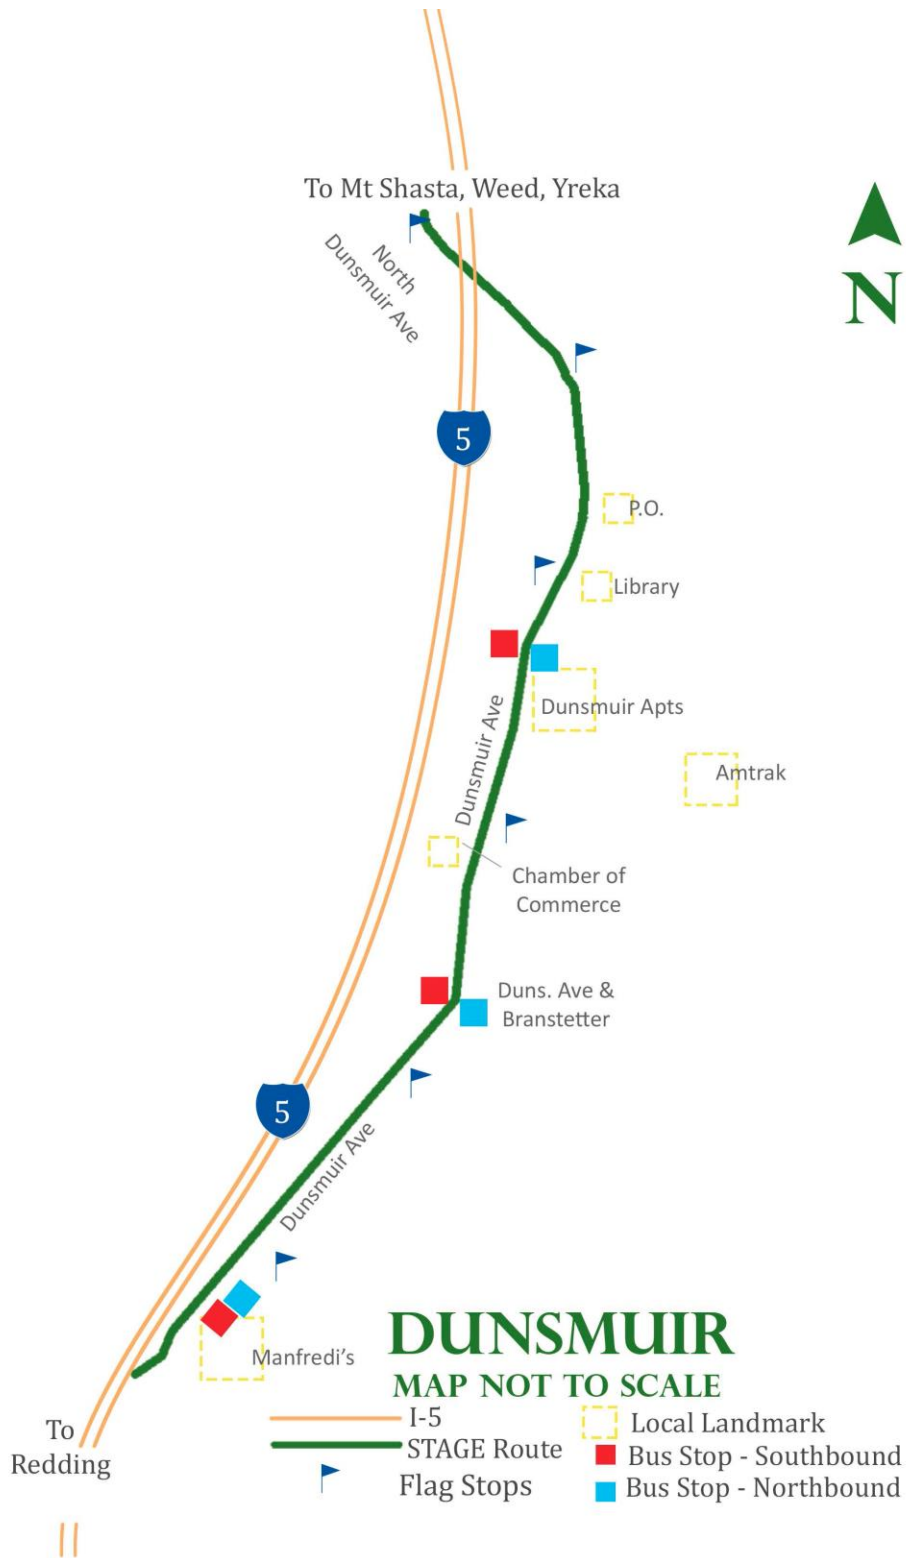 To Mt Shasta, Weed, Yreka
North
Dunsmuir Ave
N
5
P.O.
Library
Dunsmuir Apts
Dunsmuir Ave
Amtrak
Chamber of
Commerce
Duns. Ave &
Branstetter
5
Dunsmuir Ave
Manfredi's
DUNSMUIR
MAP NOT TO SCALE
To
Redding
I-5
STAGE Route
Flag Stops
Local Landmark
Bus Stop - Southbound
Bus Stop - Northbound